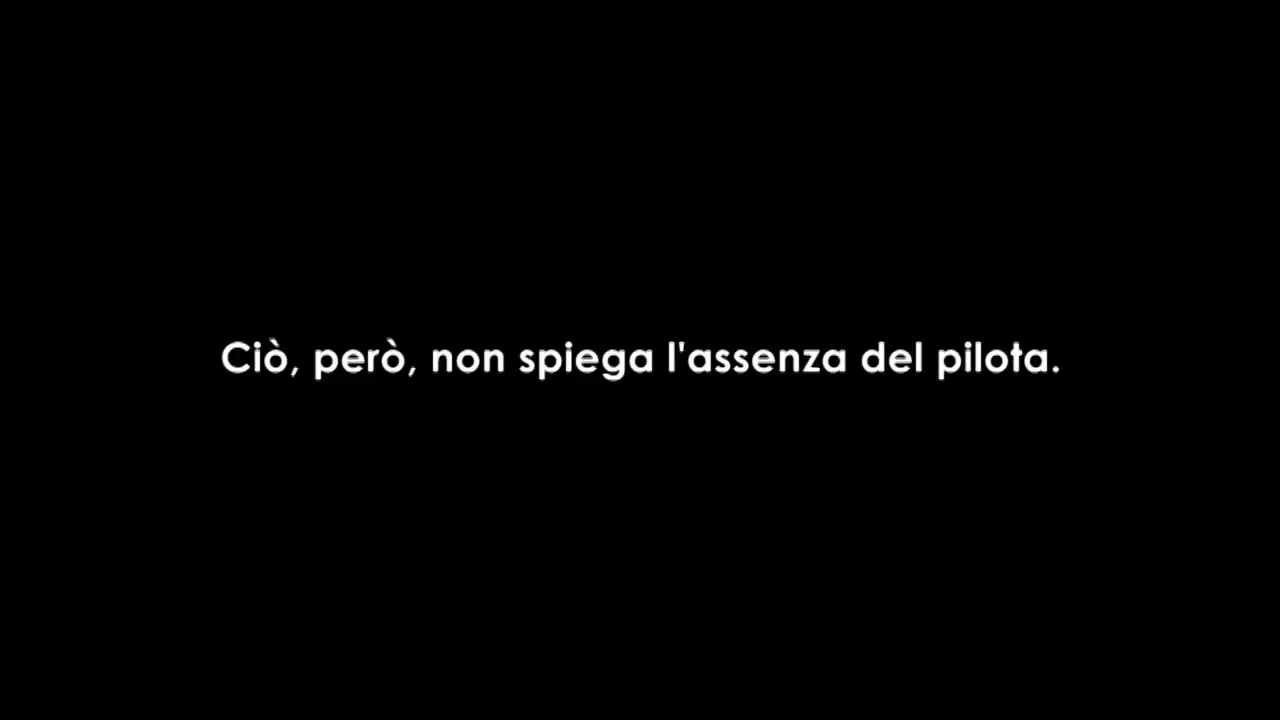 Ciò, però, non spiega l'assenza del pilota.